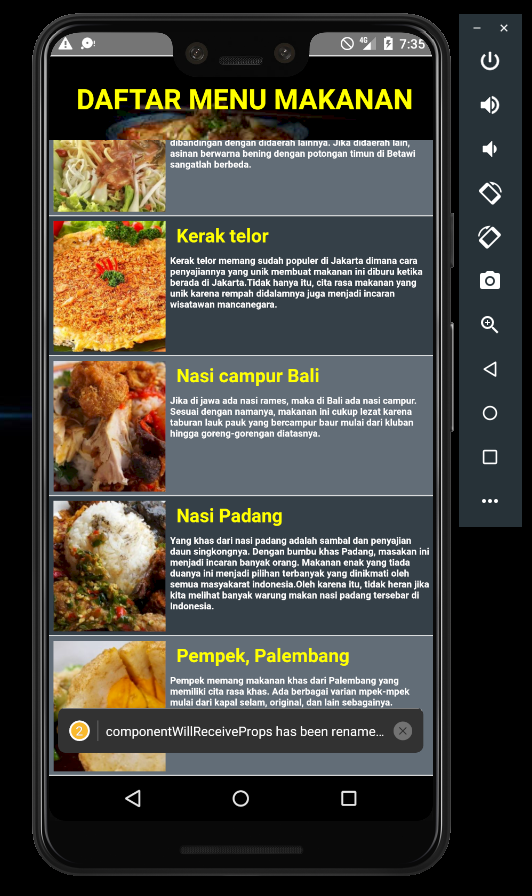 4G 7:35
DAFTAR MENU MAKANAN
dibandingan dengan didaerah lainnya. Jika didaerah lain,
asinan berwarna bening dengan potongan timun di Betawi
sangatlah berbeda.
Kerak telor
Kerak telor memang sudah populer di Jakarta dimana cara
penyajiannya yang unik membuat makanan ini diburu ketika
berada di Jakarta.Tidak hanya itu, cita rasa makanan yang
unik karena rempah didalamnya juga menjadi incaran
wisatawan mancanegara.
Nasi campur Bali
Jika di jawa ada nasi rames, maka di Bali ada nasi campur.
Sesuai dengan namanya, makanan ini cukup lezat karena
taburan lauk pauk yang bercampur baur mulai dari kluban
hingga goreng-gorengan diatasnya.
Nasi Padang
Yang khas dari nasi padang adalah sambal dan penyajian
daun singkongnya. Dengan bumbu khas Padang, masakan ini
menjadi incaran banyak orang. Makanan enak yang tiada
duanya ini menjadi pilihan terbanyak yang dinikmati oleh
semua masyakarat indonesia.Oleh karena itu, tidak heran jika
kita melihat banyak warung makan nasi padang tersebar di
Indonesia.
Pempek, Palembang
Pempek memang makanan khas dari Palembang yang
memiliki cita rasa khas. Ada berbagai varian mpek-mpek
mulai dari kapal selam, original, dan lain sebagainya.
2 componentWillReceiveProps has been rename...